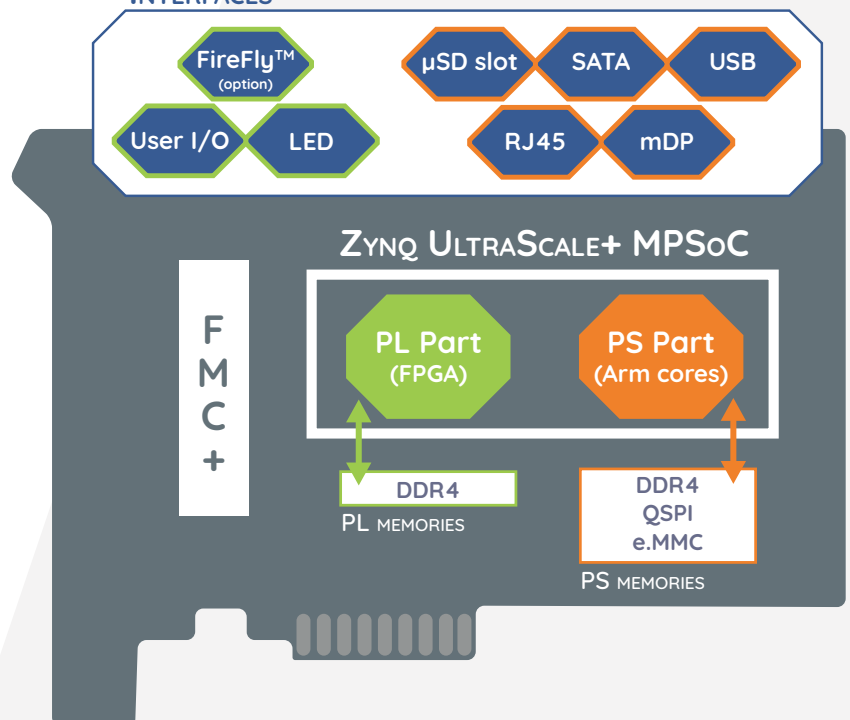 INTERFACES
FireFly™
(option)
µSD slot
SATA
USB
User I/O
LED
RJ45
mDP
ZYNQ ULTRASCALE+ MPSoC
F
M
C
+
PL Part
(FPGA)
PS Part
(Arm cores)
DDR4
PL MEMORIES
DDR4
QSPI
e.MMC
PS MEMORIES